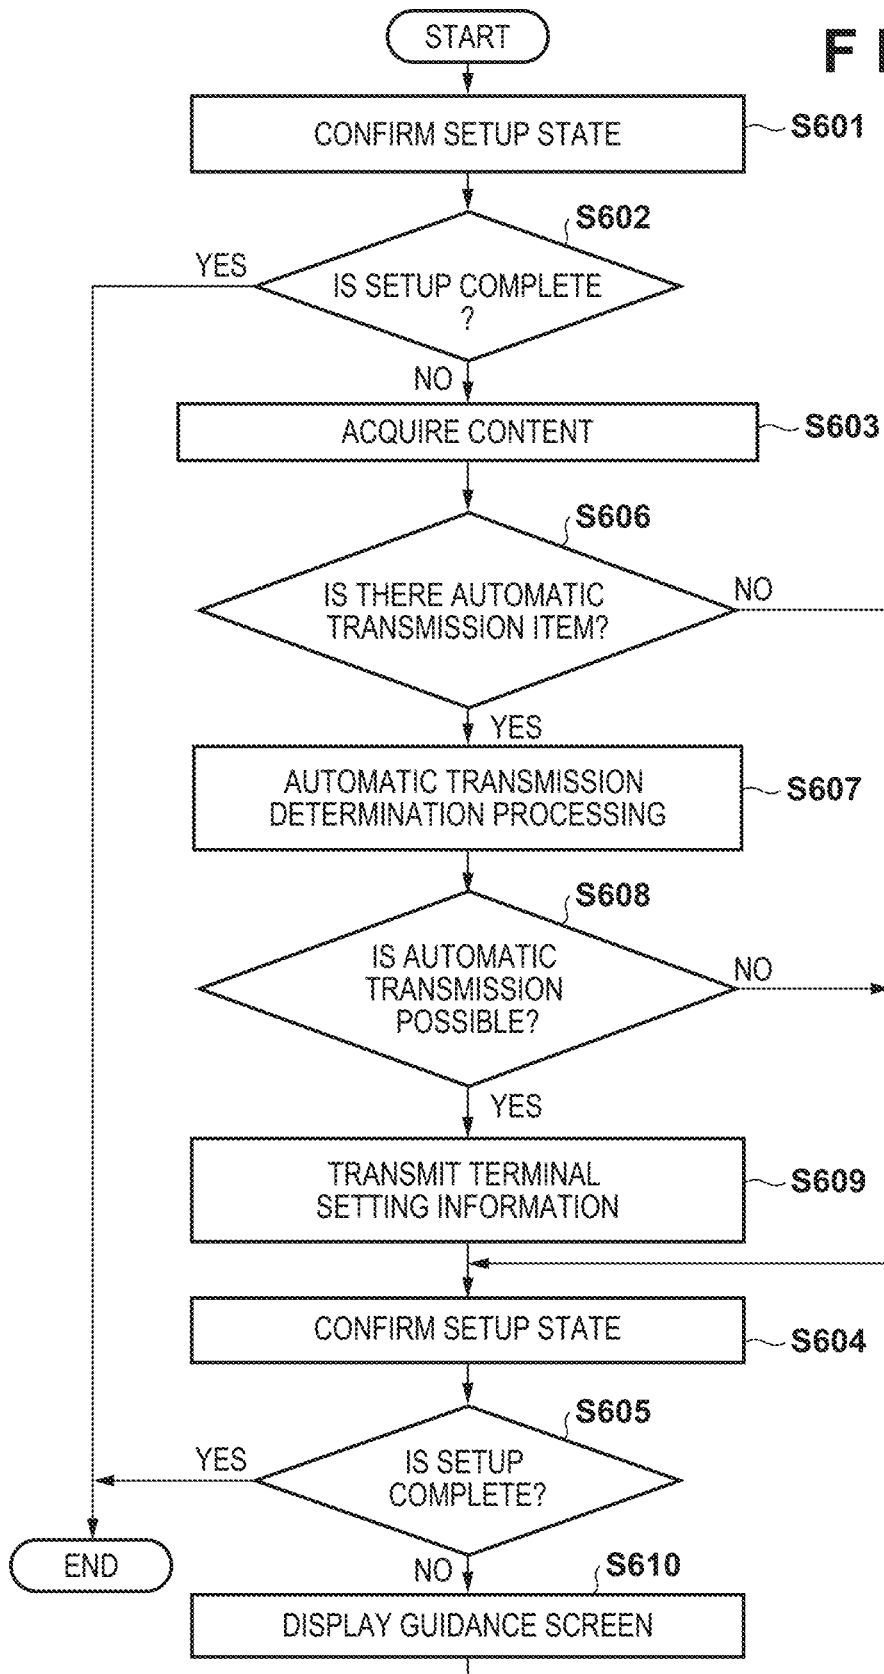 START
F
CONFIRM SETUP STATE
S601
S602
YES
IS SETUP COMPLETE
?
NO
ACQUIRE CONTENT
S603
S606
IS THERE AUTOMATIC
TRANSMISSION ITEM?
NO
YES
AUTOMATIC TRANSMISSION
DETERMINATION PROCESSING
S607
S608
IS AUTOMATIC
TRANSMISSION
POSSIBLE?
NO
YES
TRANSMIT TERMINAL
SETTING INFORMATION
S609
CONFIRM SETUP STATE
S604
S605
YES
IS SETUP
COMPLETE?
END
NO
S610
DISPLAY GUIDANCE SCREEN